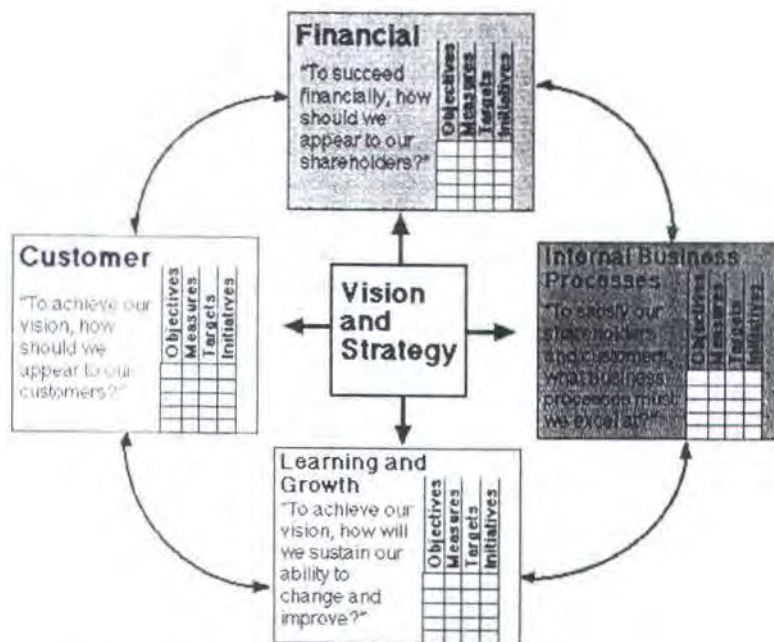 Financial
"To succeed
financially, how
should we
appear to our
shareholders?"
Objectives
Measures
Targets
Initiatives
Customer
"To achieve our
vision, how
should we
appear to our
customers?"
Objectives
Measures
Targets
Initiatives
Vision
and
Strategy
Internal Business
Processes
"To satisfy our
shareholders
and customers,
what business
processes must
we excel at?"
Objectives
Measures
Targets
Initiatives
Learning and
Growth
"To achieve our
vision, how will
we sustain our
ability to
change and
improve?"
Objectives
Measures
Targets
Initiatives